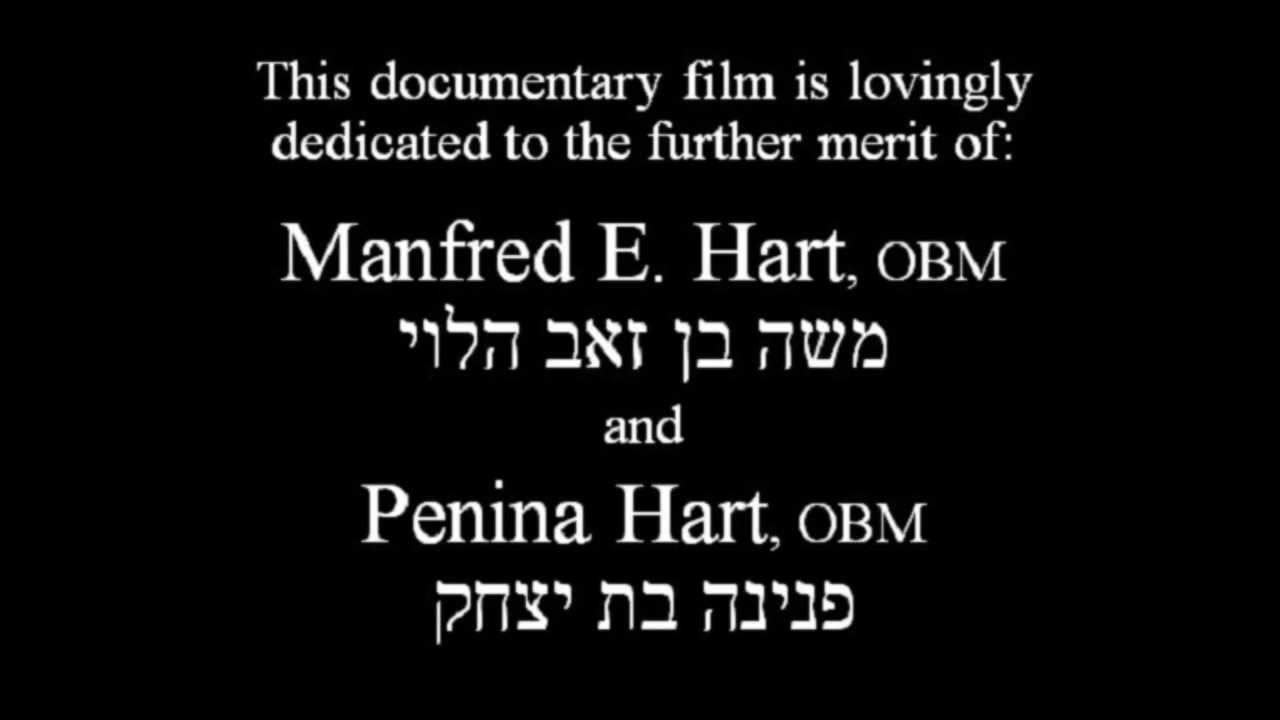 This documentary film is lovingly
dedicated to the further merit of:
Manfred E. Hart, OBM
משה בן זאב הלוי
and
Penina Hart, OBM
פנינה בת יצחק